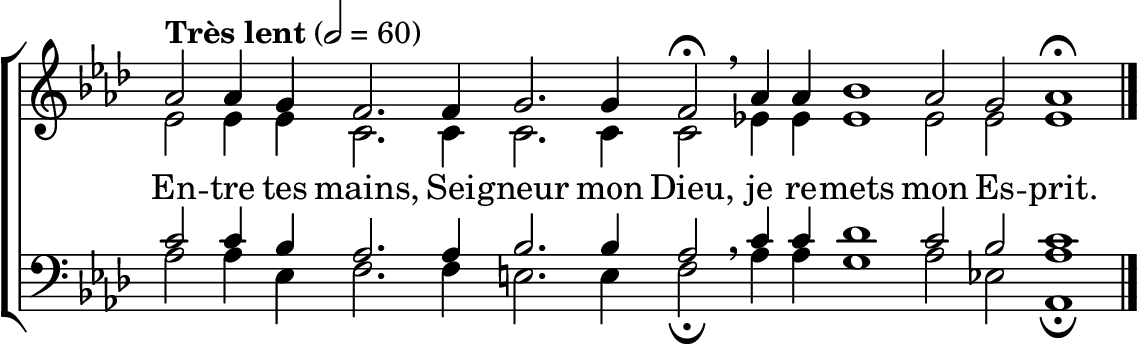 Très lent (𝅗𝅥 = 60)
En -- tre tes mains, Seigneur mon Dieu, je remets mon Es -- prit.